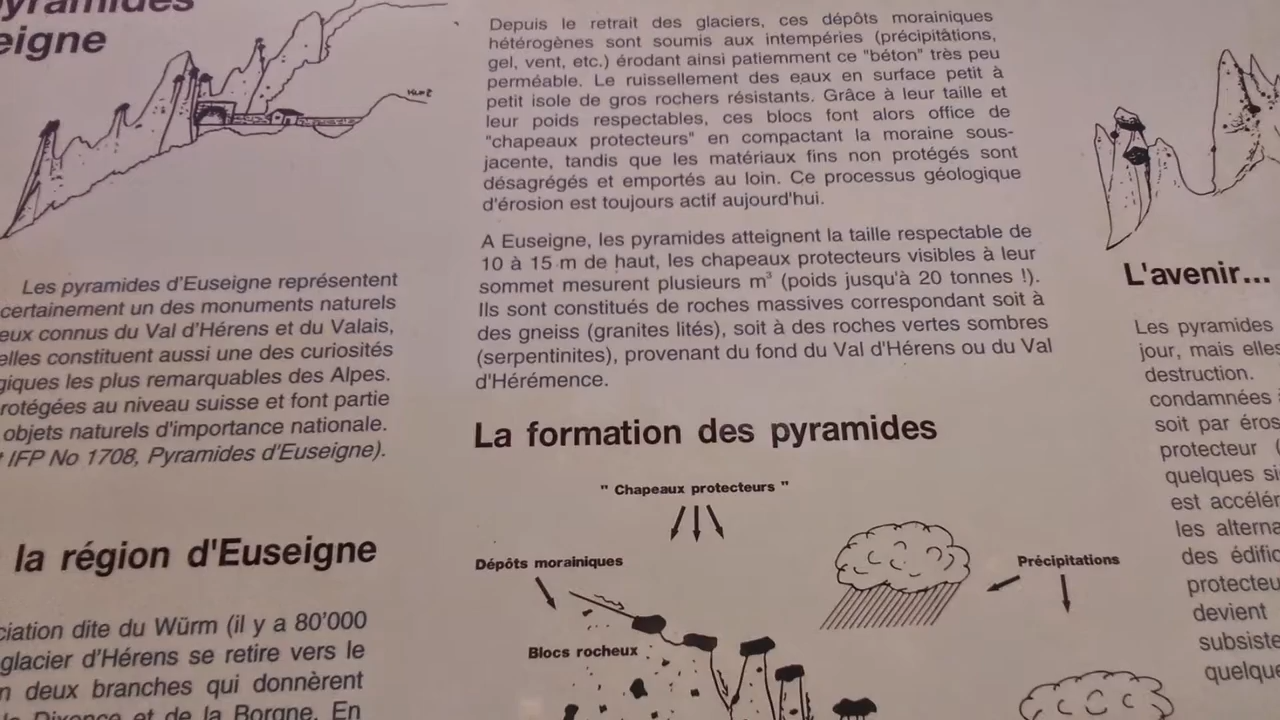 eigne
Les pyramides d'Euseigne représentent
certainement un des monuments naturels
eux connus du Val d'Hérens et du Valais,
elles constituent aussi une des curiosités
giques les plus remarquables des Alpes.
rotégées au niveau suisse et font partie
objets naturels d'importance nationale.
IFP No 1708, Pyramides d'Euseigne).
la région d'Euseigne
ciation dite du Würm (il y a 80'000
glacier d'Hérens se retire vers le
n deux branches qui donnèrent
Dixence et de la Borgne. En
Depuis le retrait des glaciers, ces dépôts morainiques
hétérogènes sont soumis aux intempéries (précipitations,
gel, vent, etc.) érodant ainsi patiemment ce "béton" très peu
perméable. Le ruissellement des eaux en surface petit à
petit isole de gros rochers résistants. Grâce à leur taille et
leur poids respectables, ces blocs font alors office de
"chapeaux protecteurs" en compactant la moraine sous-
jacente, tandis que les matériaux fins non protégés sont
désagrégés et emportés au loin. Ce processus géologique
d'érosion est toujours actif aujourd'hui.
A Euseigne, les pyramides atteignent la taille respectable de
10 à 15 m de haut, les chapeaux protecteurs visibles à leur
sommet mesurent plusieurs m³ (poids jusqu'à 20 tonnes !).
Ils sont constitués de roches massives correspondant soit à
des gneiss (granites lités), soit à des roches vertes sombres
(serpentinites), provenant du fond du Val d'Hérens ou du Val
d'Hérémence.
La formation des pyramides
" Chapeaux protecteurs "
Dépôts morainiques
Précipitations
Blocs rocheux
L'avenir...
Les pyramides
jour, mais elles
destruction.
condamnées
soit par éros
protecteur (
quelques si
est accélér
les alterna
des édific
protecteu
devient
subsiste
quelque